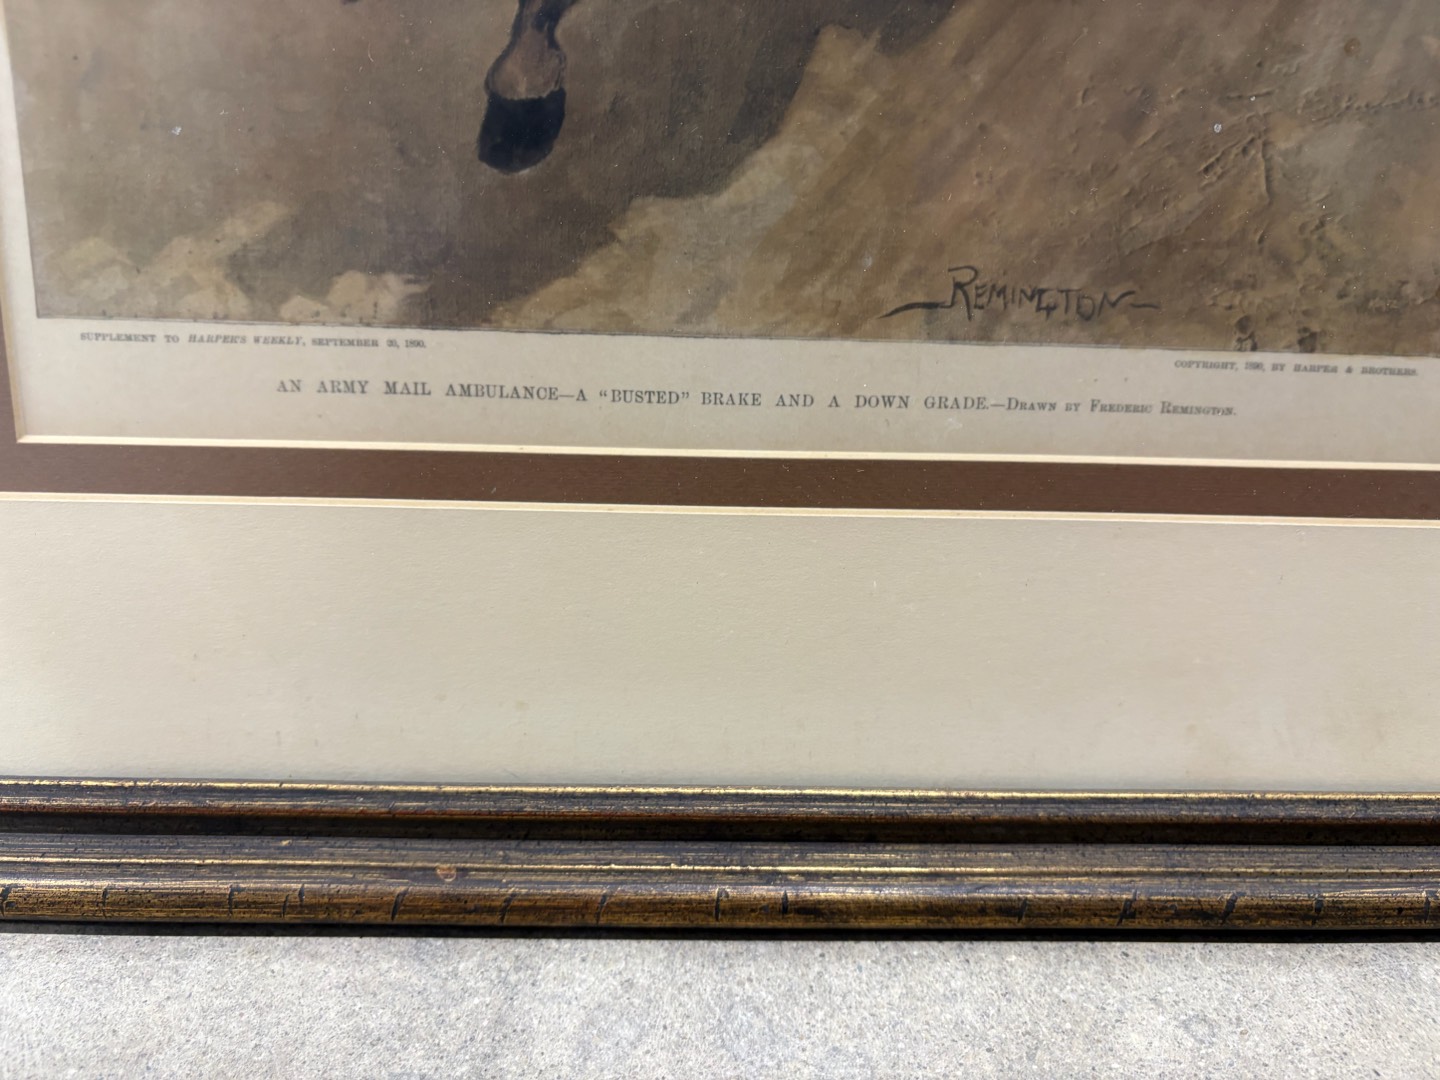 REMINGTON
SUPPLEMENT TO HARPER'S WEEKLY, SEPTEMBER 20, 1890.
COPYRIGHT, 1890, BY HARPER & BROTHERS.
AN ARMY MAIL AMBULANCE—A “BUSTED” BRAKE AND A DOWN GRADE.—Drawn by Frederic Remington.